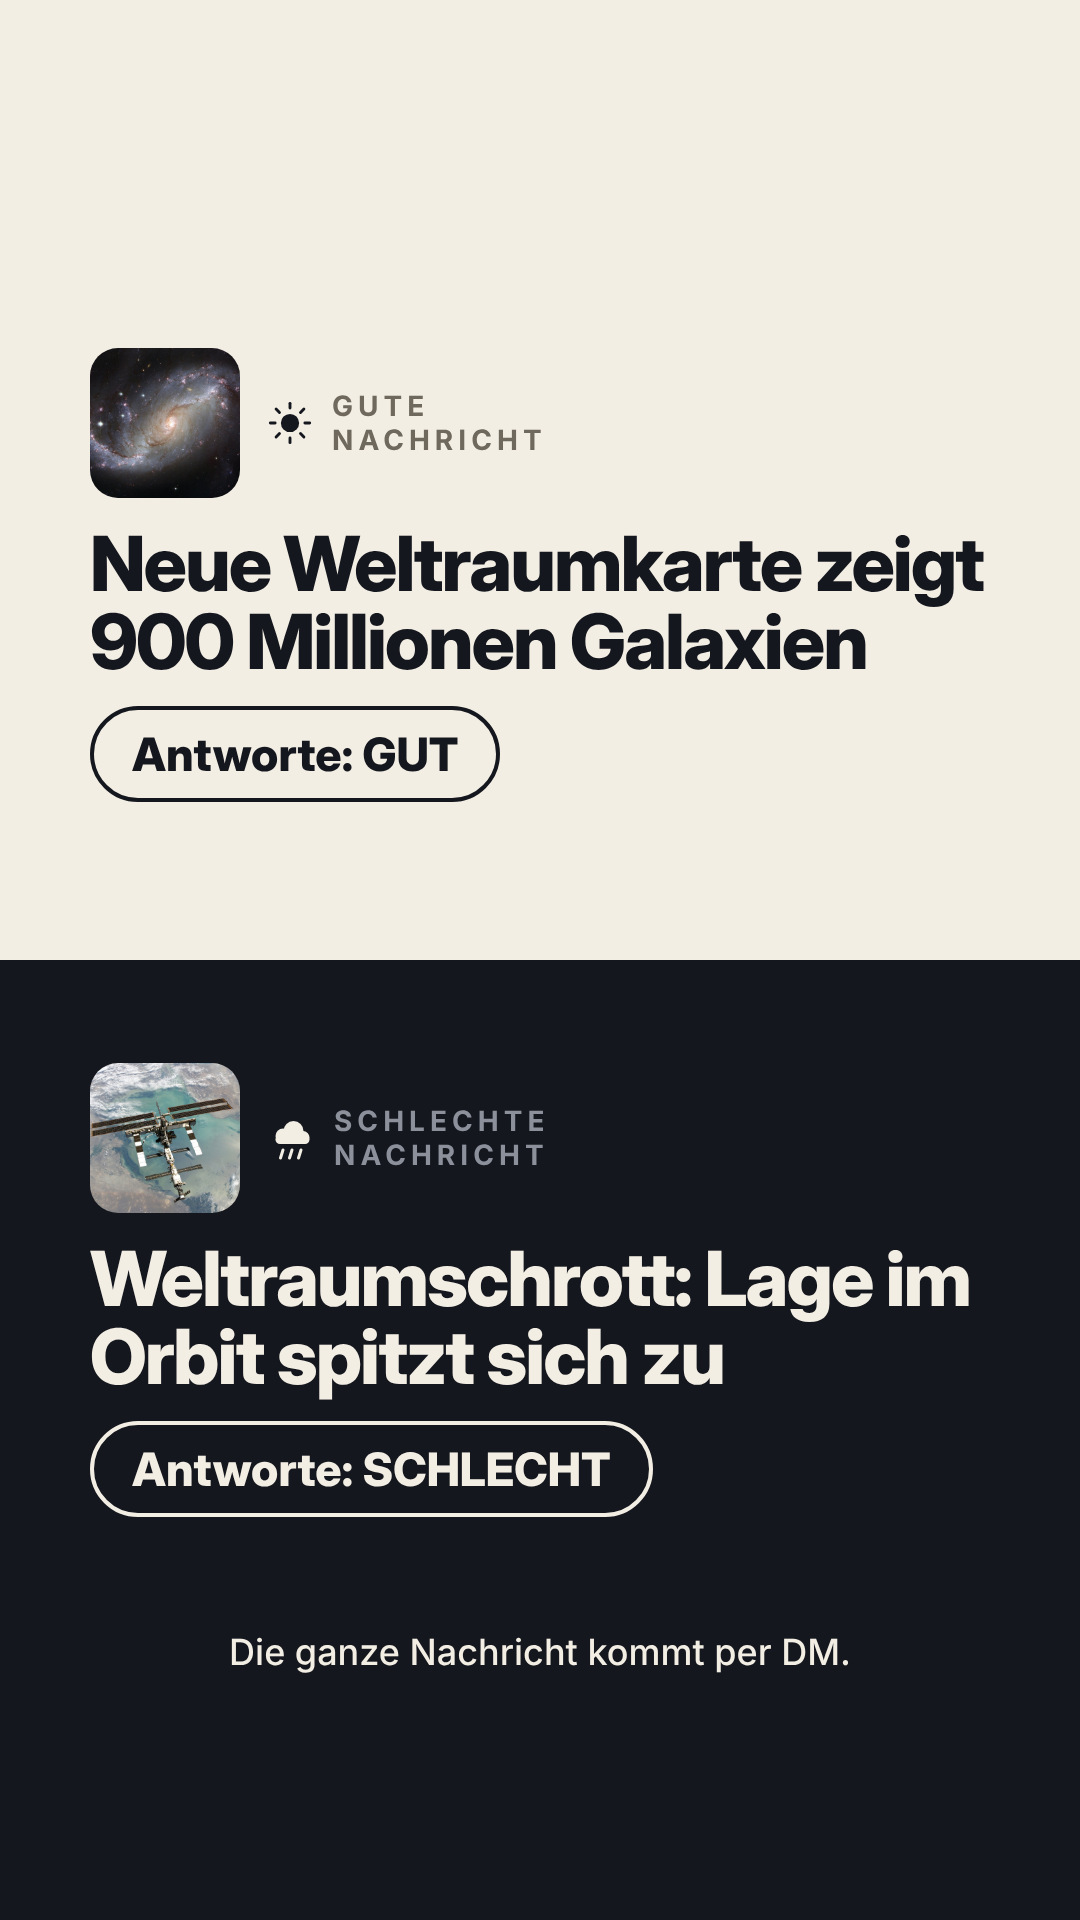 GUTE
NACHRICHT
Neue Weltraumkarte zeigt
900 Millionen Galaxien
Antworte: GUT
SCHLECHTE
NACHRICHT
Weltraumschrott: Lage im
Orbit spitzt sich zu
Antworte: SCHLECHT
Die ganze Nachricht kommt per DM.